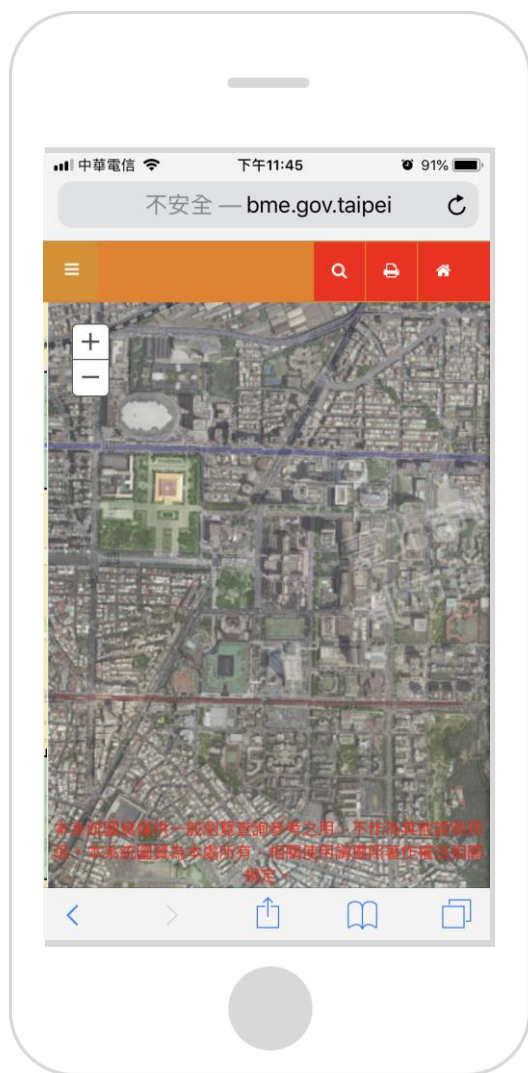 中華電信
下午11:45
91%
不安全 — bme.gov.taipei
+
−
本系統圖資僅供一般瀏覽查詢參考之用，不作為其他證明用
途。本系統圖資為本處所有，相關使用請遵照著作權法相關
規定。